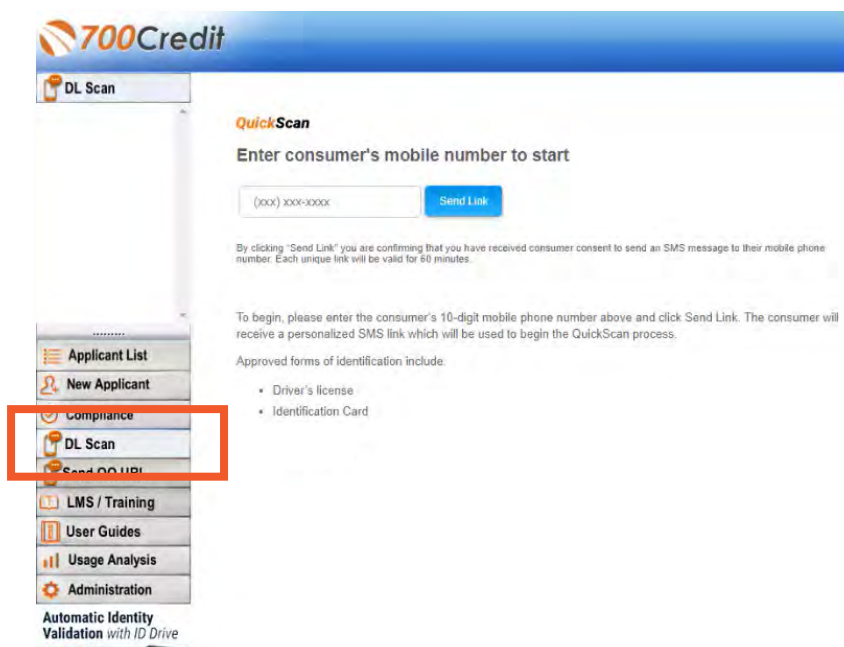 700Credit
DL Scan
QuickScan
Enter consumer's mobile number to start
(xxx) xxx-xxxx
Send Link
By clicking "Send Link" you are confirming that you have received consumer consent to send an SMS message to their mobile phone
number. Each unique link will be valid for 60 minutes.
To begin, please enter the consumer's 10-digit mobile phone number above and click Send Link. The consumer will
receive a personalized SMS link which will be used to begin the QuickScan process.
Approved forms of identification include:
• Driver's license
• Identification Card
Applicant List
New Applicant
Compliance
DL Scan
Send QQ URL
LMS / Training
User Guides
Usage Analysis
Administration
Automatic Identity
Validation with ID Drive